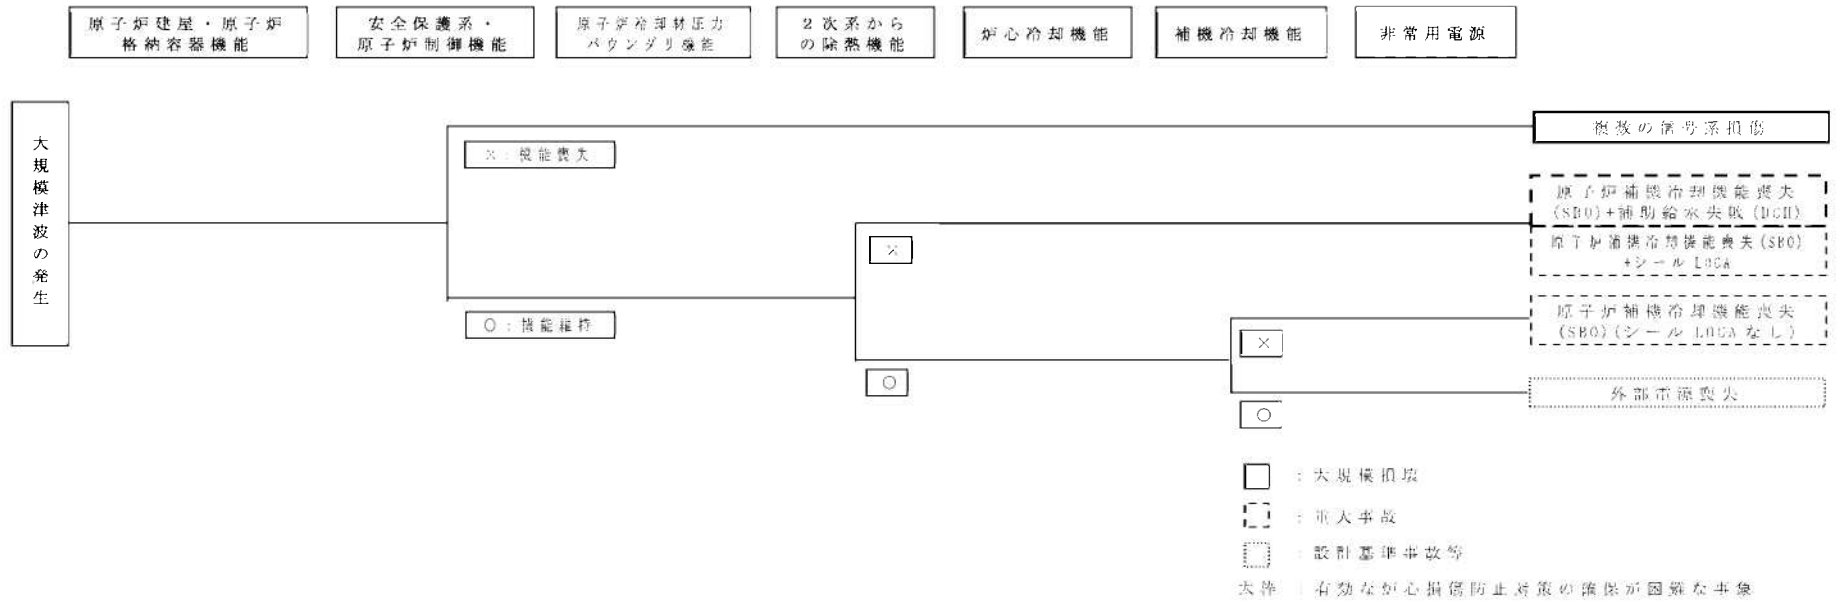 原子炉建屋・原子炉
格納容器機能
安全保護系・
原子炉制御機能
原子炉冷却材圧力
バウンダリ機能
2次系から
の除熱機能
炉心冷却機能
補機冷却機能
非常用電源
大規模津波の発生
×:機能喪失
○:機能維持
×
○
×
○
複数の信号系損傷
原子炉補機冷却機能喪失
(SBO)+補助給水失敗(DCH)
原子炉補機冷却機能喪失(SBO)
+シールLOCA
原子炉補機冷却機能喪失
(SBO)(シールLOCAなし)
外部電源喪失
:大規模損壊
:重大事故
:設計基準事故等
太枠:有効な炉心損傷防止対策の確保が困難な事象